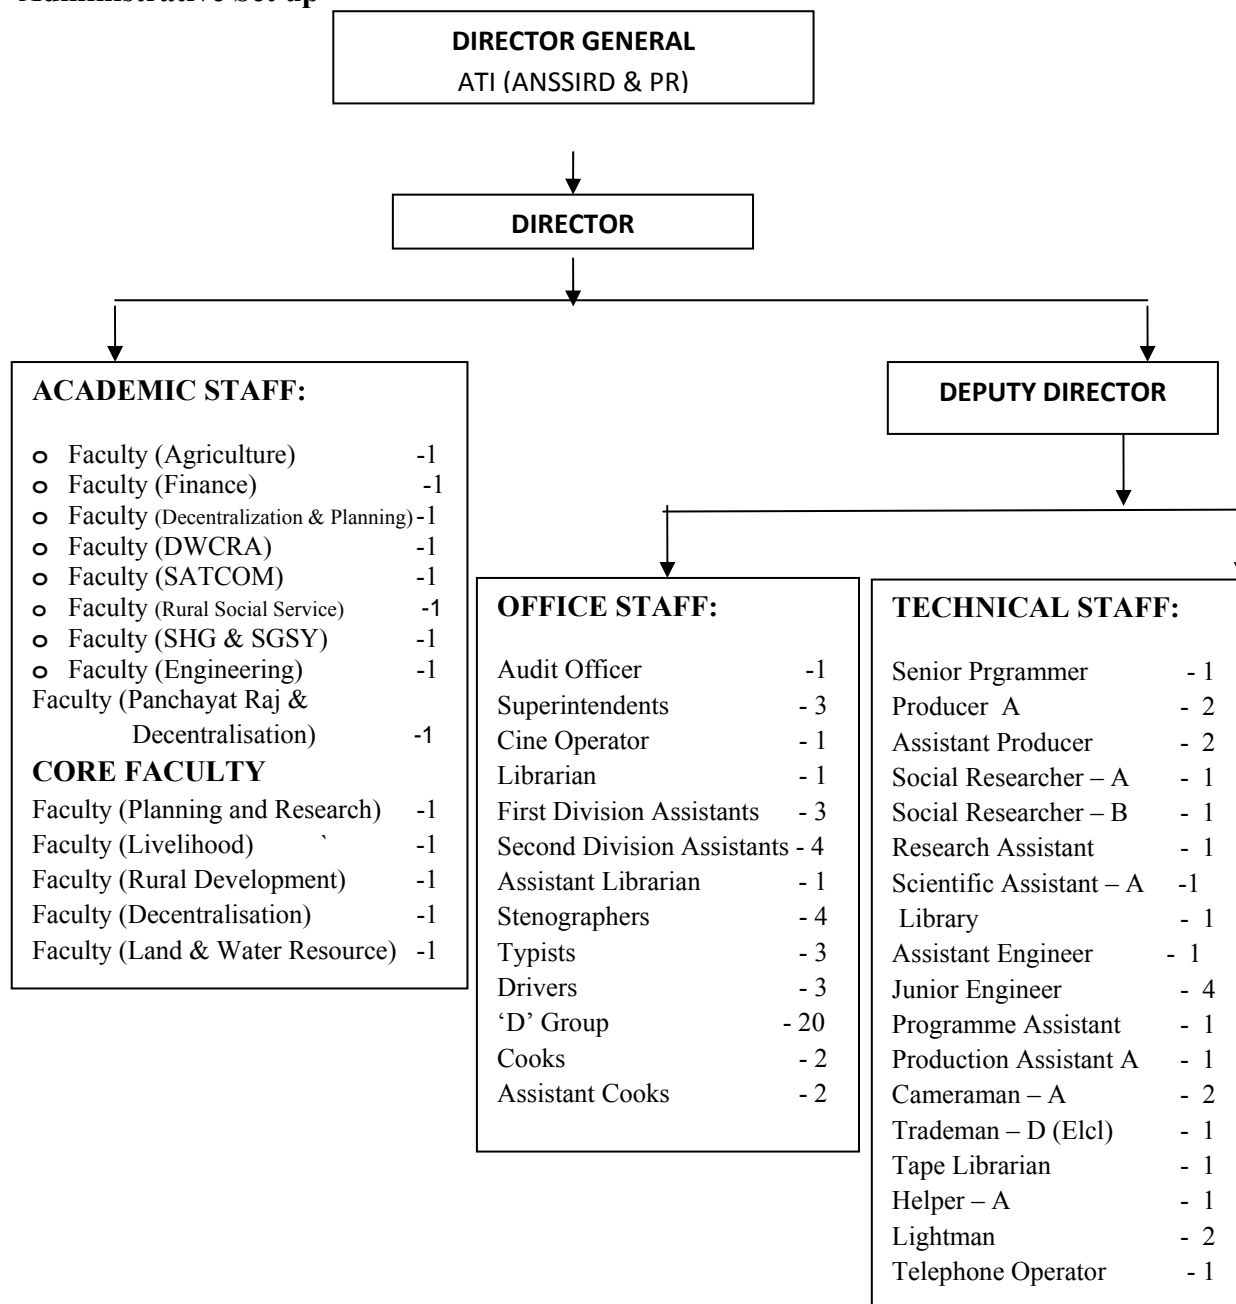 Administrative Set-up
DIRECTOR GENERAL
ATI (ANSSIRD & PR)
DIRECTOR
ACADEMIC STAFF:
o Faculty (Agriculture) -1
o Faculty (Finance) -1
o Faculty (Decentralization & Planning) -1
o Faculty (DWCRA) -1
o Faculty (SATCOM) -1
o Faculty (Rural Social Service) -1
o Faculty (SHG & SGSY) -1
o Faculty (Engineering) -1
Faculty (Panchayat Raj &
Decentralisation) -1
CORE FACULTY
Faculty (Planning and Research) -1
Faculty (Livelihood) ` -1
Faculty (Rural Development) -1
Faculty (Decentralisation) -1
Faculty (Land & Water Resource) -1
DEPUTY DIRECTOR
OFFICE STAFF:
Audit Officer -1
Superintendents - 3
Cine Operator - 1
Librarian - 1
First Division Assistants - 3
Second Division Assistants - 4
Assistant Librarian - 1
Stenographers - 4
Typists - 3
Drivers - 3
‘D’ Group - 20
Cooks - 2
Assistant Cooks - 2
TECHNICAL STAFF:
Senior Prgrammer - 1
Producer A - 2
Assistant Producer - 2
Social Researcher – A - 1
Social Researcher – B - 1
Research Assistant - 1
Scientific Assistant – A -1
Library - 1
Assistant Engineer - 1
Junior Engineer - 4
Programme Assistant - 1
Production Assistant A - 1
Cameraman – A - 2
Trademan – D (Elcl) - 1
Tape Librarian - 1
Helper – A - 1
Lightman - 2
Telephone Operator - 1